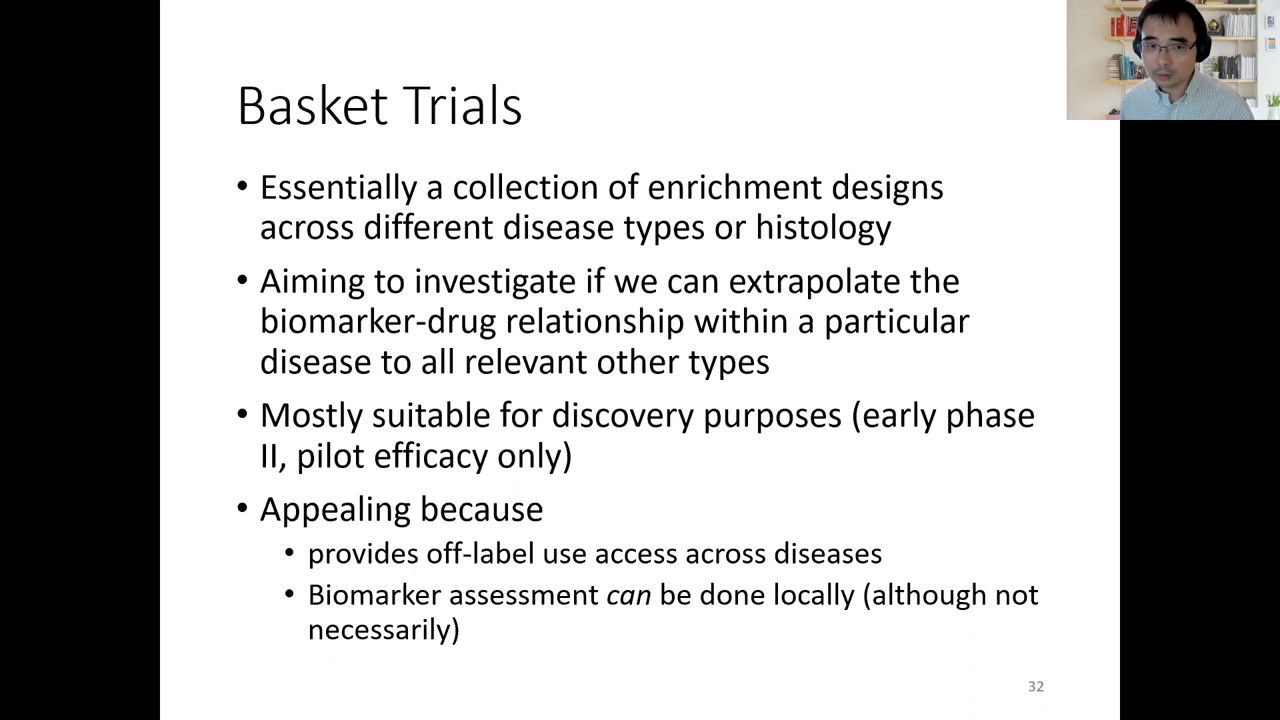 Basket Trials
• Essentially a collection of enrichment designs
across different disease types or histology
• Aiming to investigate if we can extrapolate the
biomarker-drug relationship within a particular
disease to all relevant other types
• Mostly suitable for discovery purposes (early phase
II, pilot efficacy only)
• Appealing because
• provides off-label use access across diseases
• Biomarker assessment can be done locally (although not
necessarily)
32